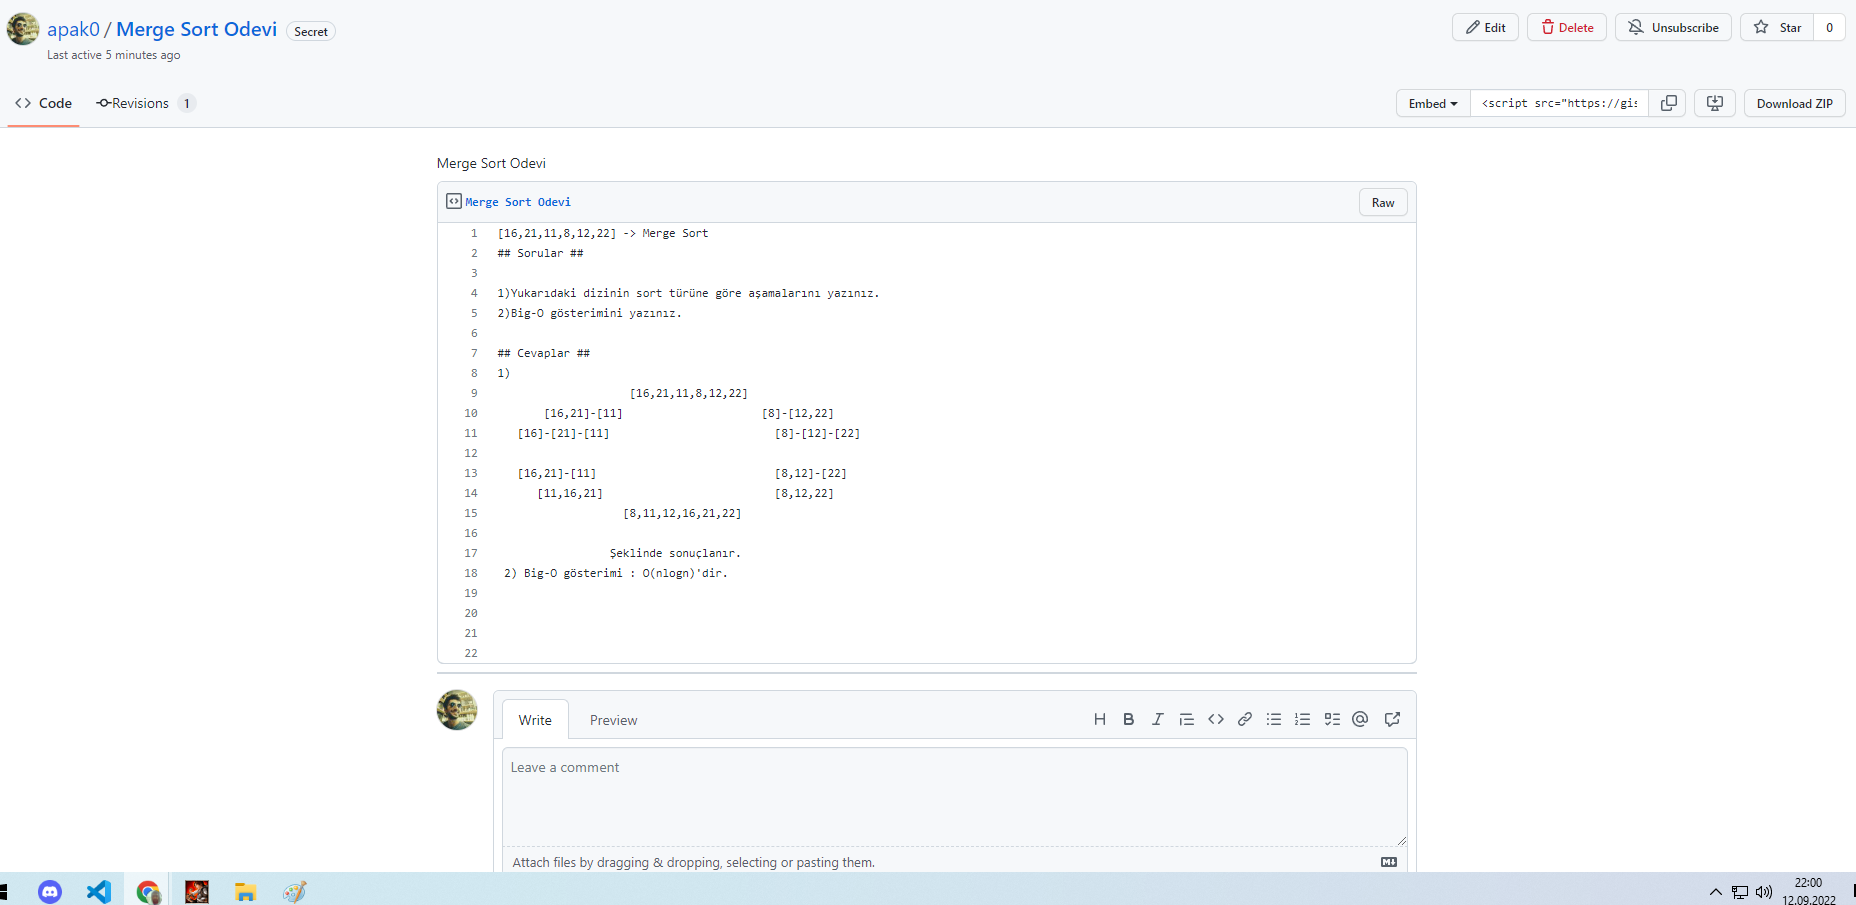 apak0 / Merge Sort Odevi Secret
Last active 5 minutes ago
Edit Delete Unsubscribe Star 0
Code Revisions 1
Embed <script src="https://gis Download ZIP
Merge Sort Odevi
Merge Sort Odevi Raw
1 [16,21,11,8,12,22] -> Merge Sort
2 ## Sorular ##
3
4 1)Yukarıdaki dizinin sort türüne göre aşamalarını yazınız.
5 2)Big-O gösterimini yazınız.
6
7 ## Cevaplar ##
8 1)
9 [16,21,11,8,12,22]
10 [16,21]-[11] [8]-[12,22]
11 [16]-[21]-[11] [8]-[12]-[22]
12
13 [16,21]-[11] [8,12]-[22]
14 [11,16,21] [8,12,22]
15 [8,11,12,16,21,22]
16
17 Şeklinde sonuçlanır.
18 2) Big-O gösterimi : O(nlogn)'dir.
19
20
21
22
Write Preview
Leave a comment
Attach files by dragging & dropping, selecting or pasting them.
22:00
12.09.2022